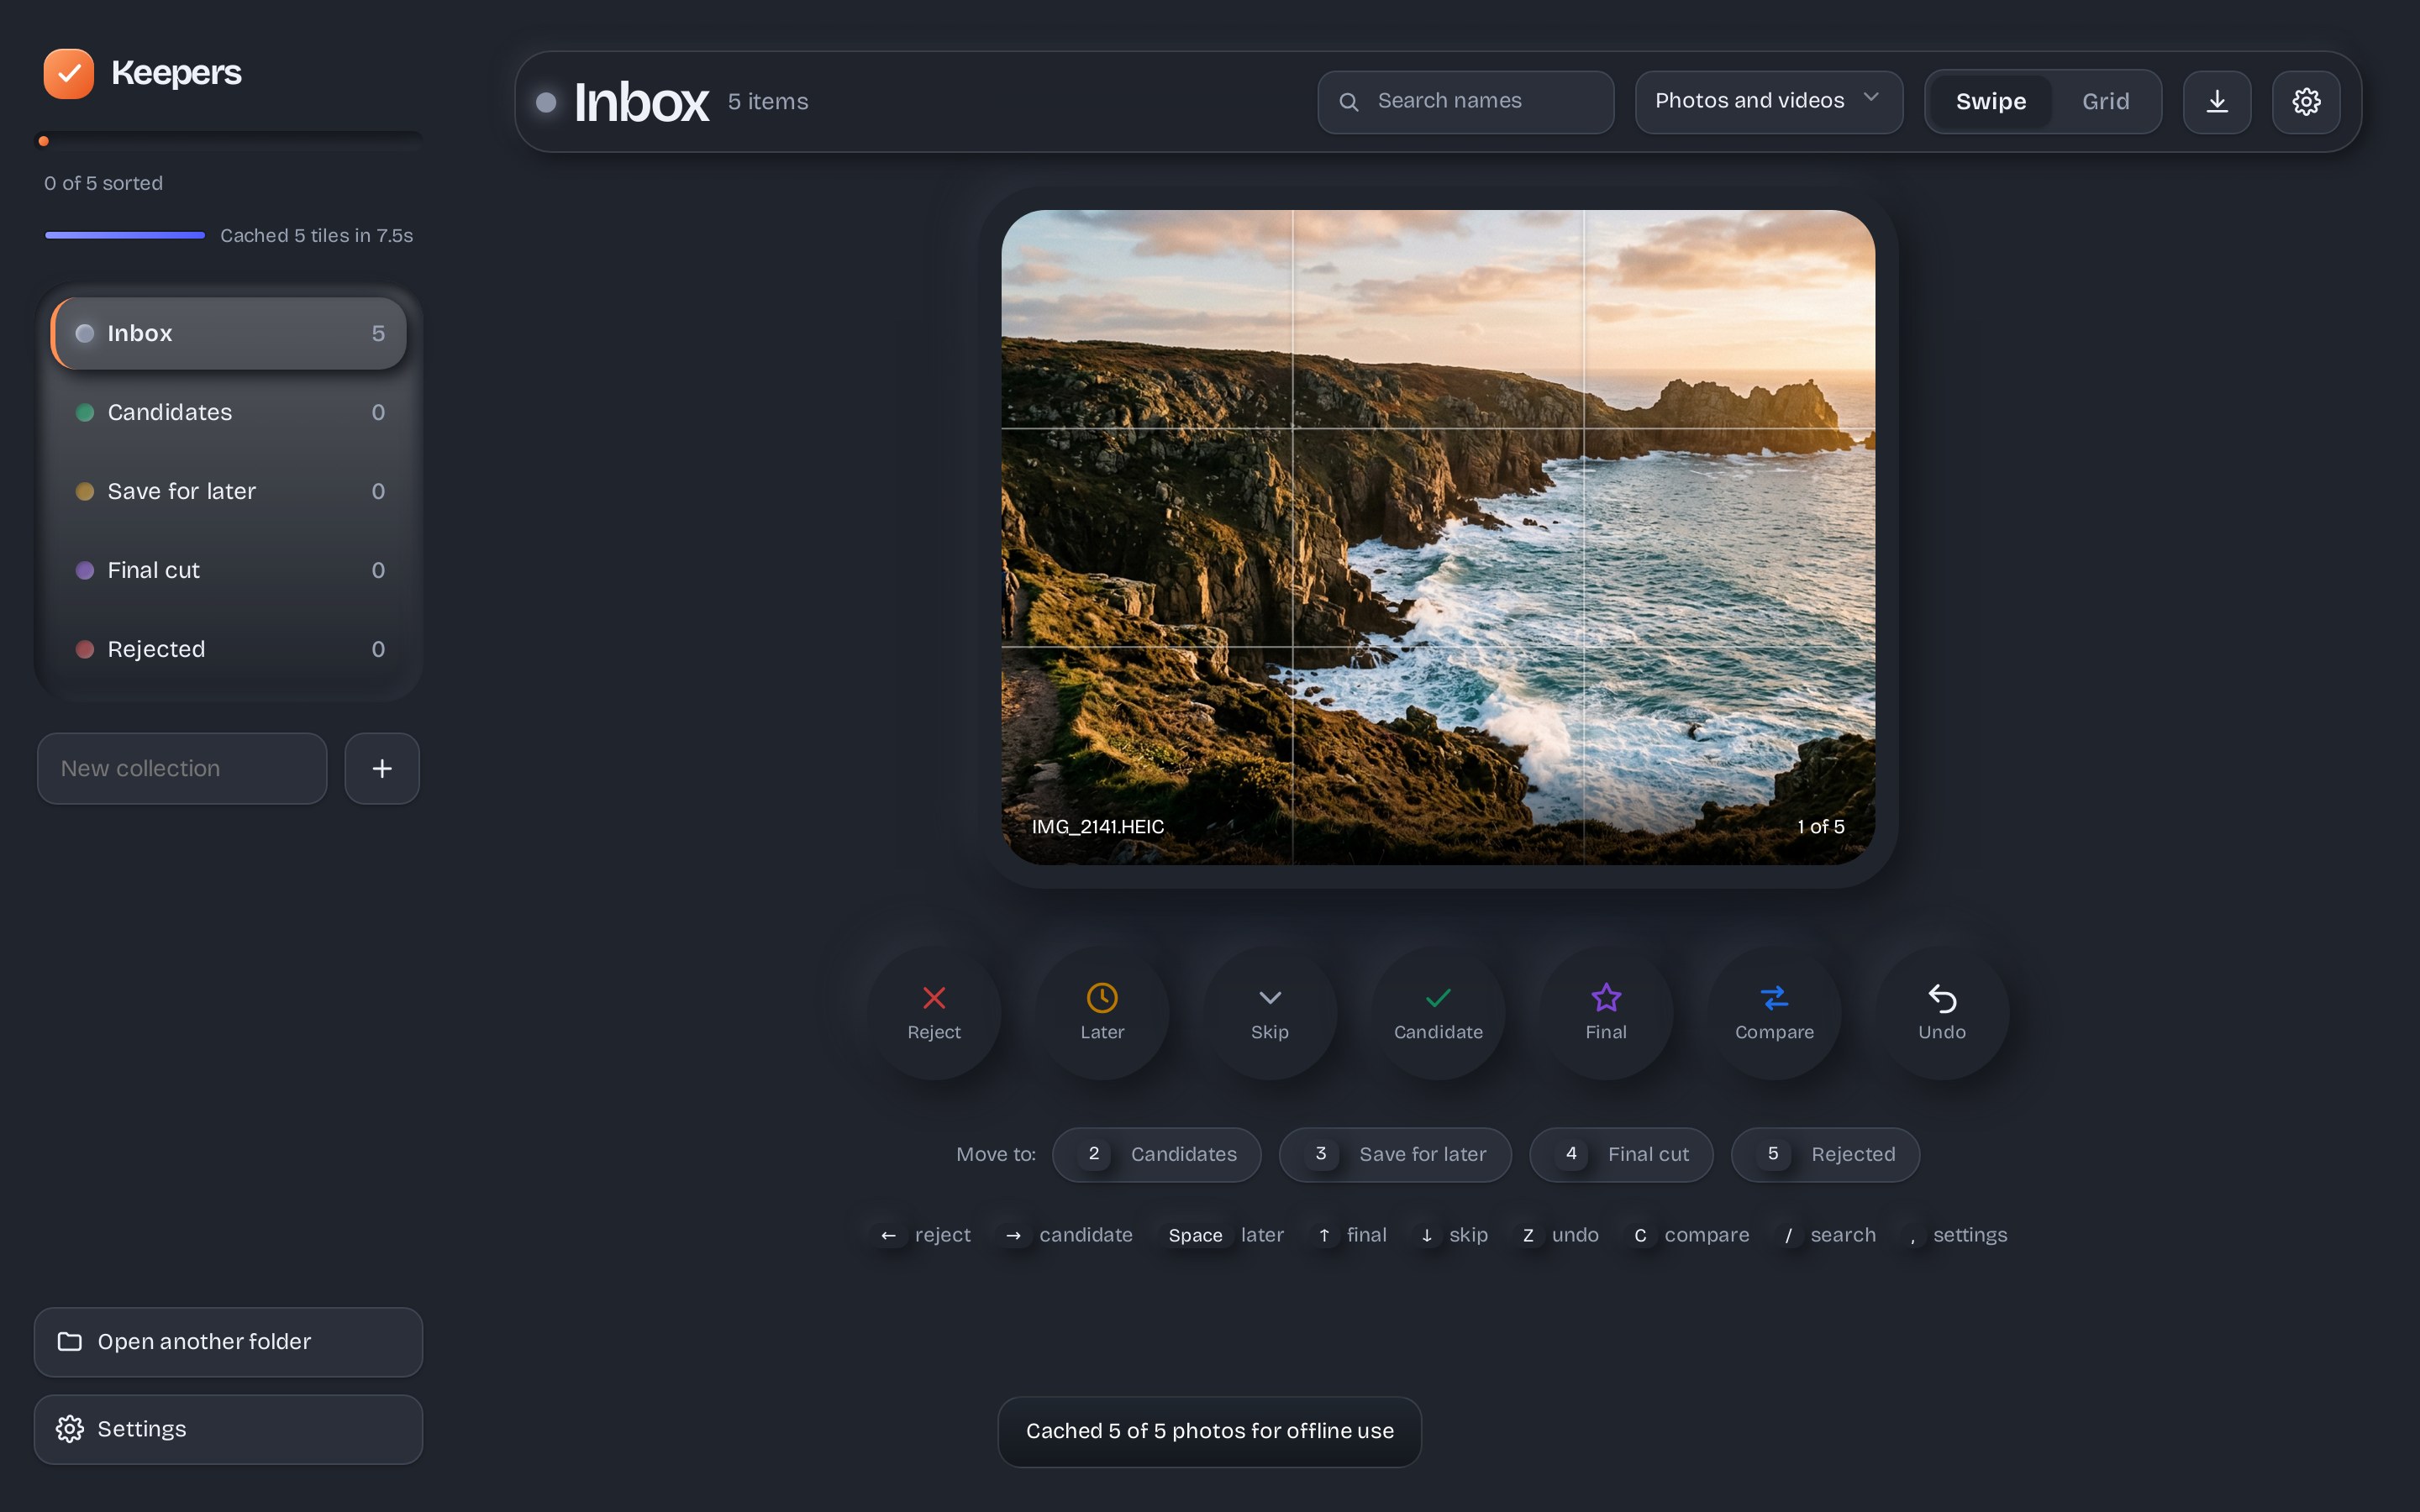 Keepers
0 of 5 sorted
Cached 5 tiles in 7.5s
Inbox 5
Candidates 0
Save for later 0
Final cut 0
Rejected 0
New collection
Open another folder
Settings
Inbox 5 items
Search names
Photos and videos
Swipe Grid
IMG_2141.HEIC 1 of 5
Reject Later Skip Candidate Final Compare Undo
Move to: 2 Candidates 3 Save for later 4 Final cut 5 Rejected
← reject → candidate Space later ↑ final ↓ skip Z undo C compare / search , settings
Cached 5 of 5 photos for offline use